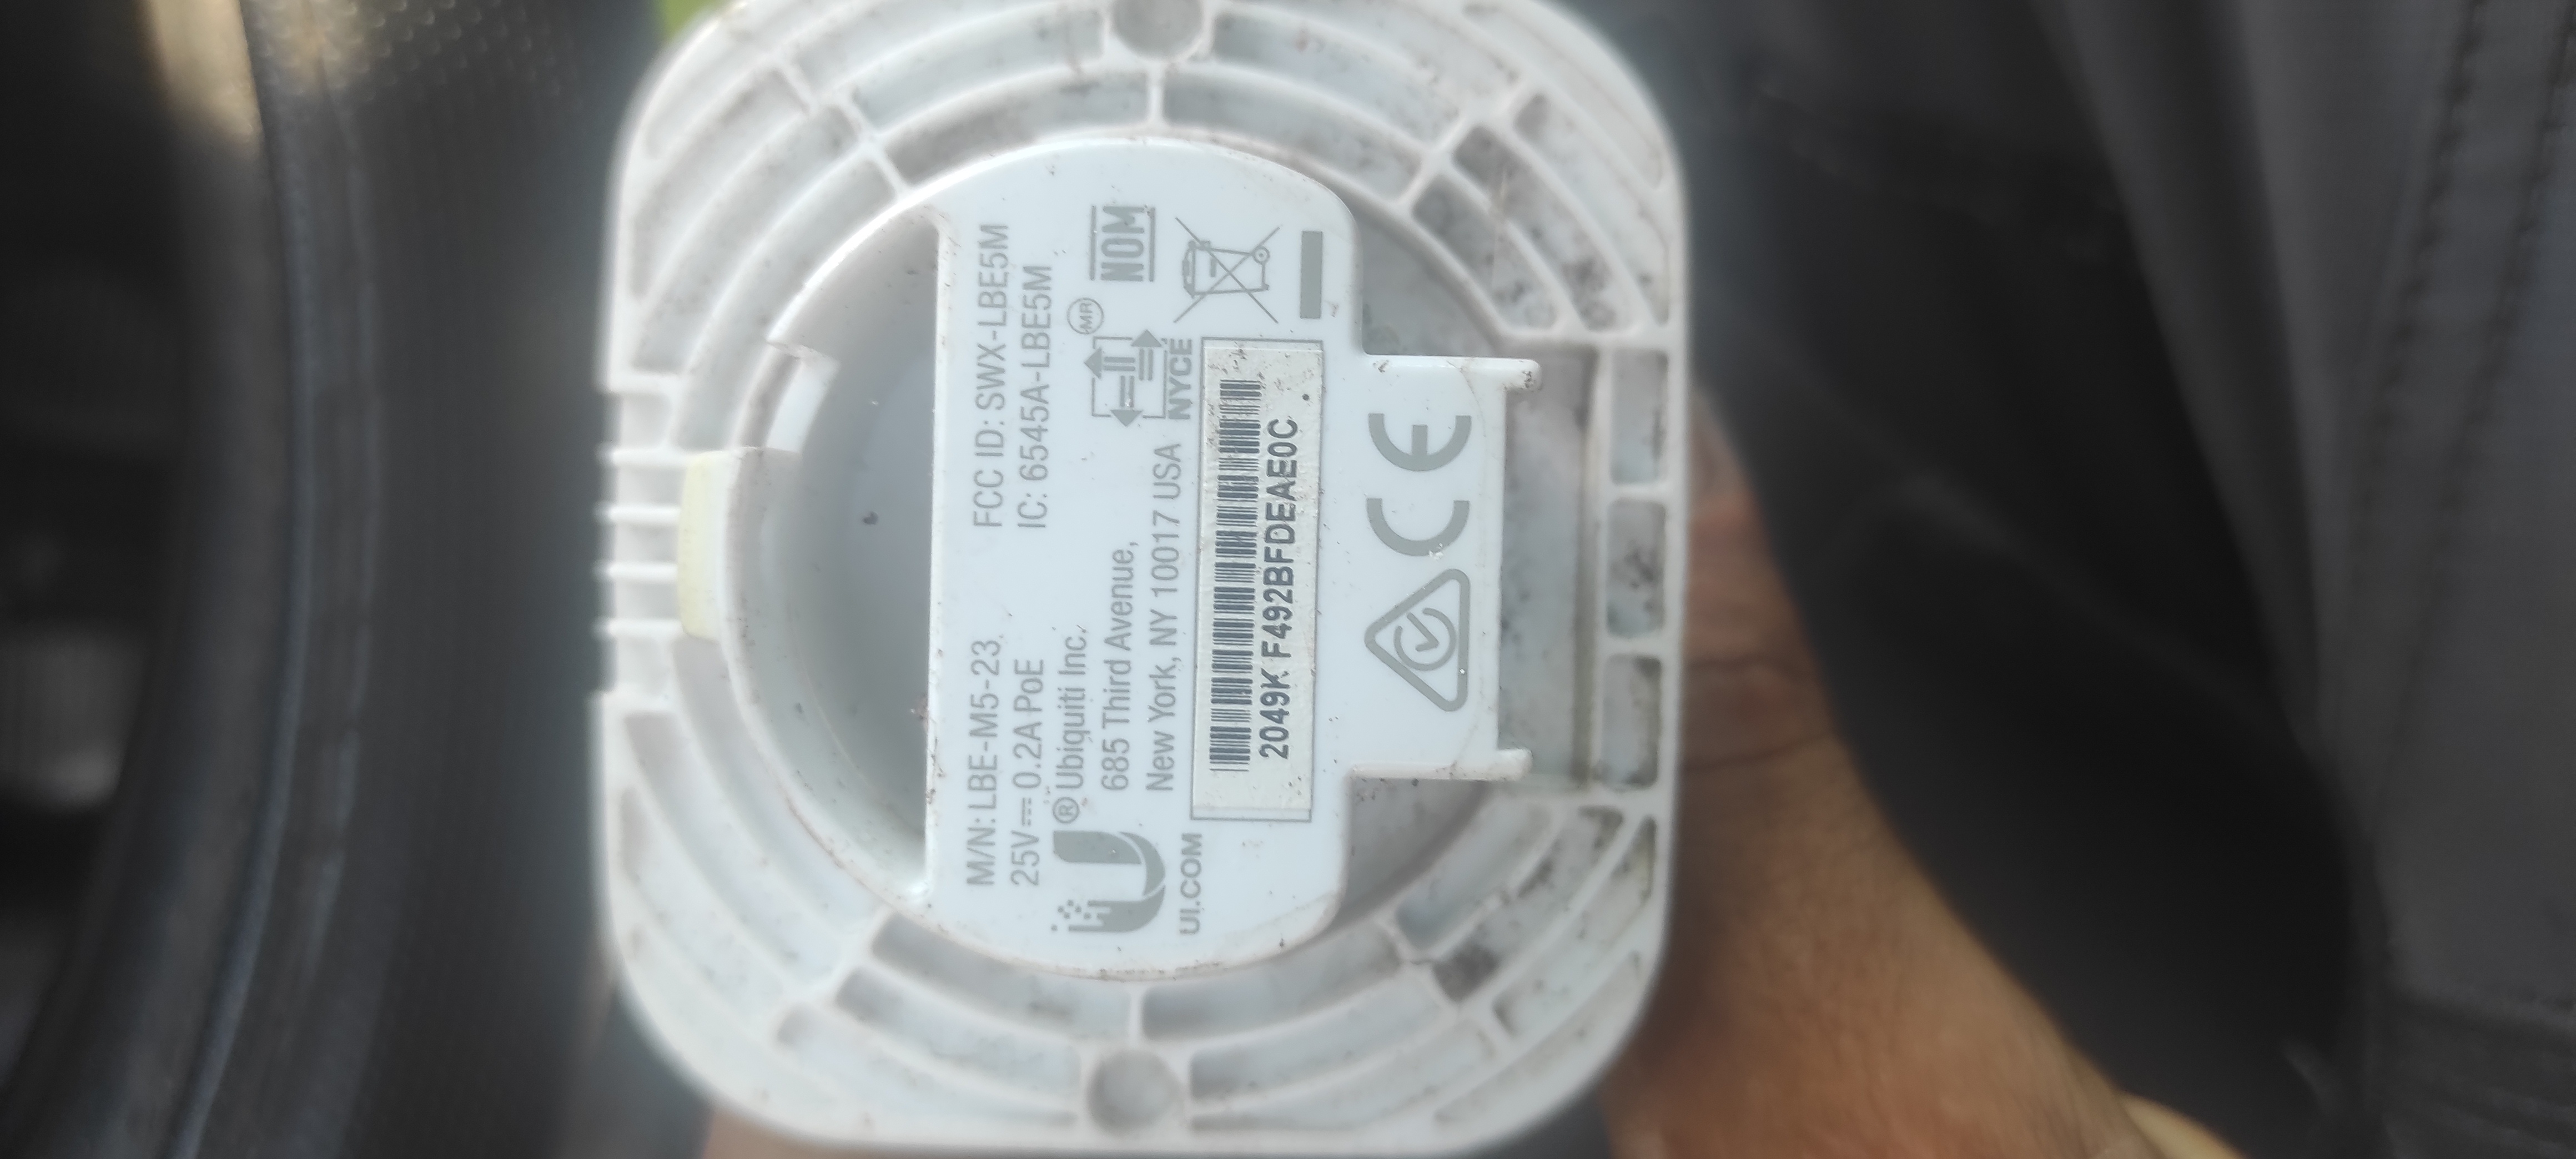 M/N: LBE-M5-23 FCC ID: SWX-LBE5M
25V⎓0.2A PoE IC: 6545A-LBE5M
® Ubiquiti Inc. MR NOM
685 Third Avenue,
New York, NY 10017 USA NYCE
UI.COM
2049K F492BFDEAE0C
CE